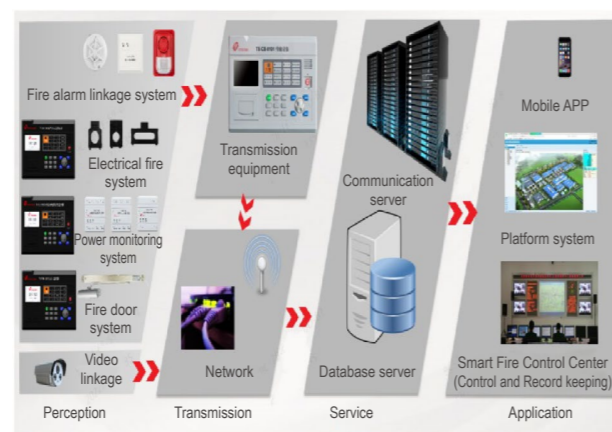 Fire alarm linkage system
Electrical fire
system
Power monitoring
system
Fire door
system
Video
linkage
Perception
Transmission
equipment
Network
Transmission
Communication
server
Database server
Service
Mobile APP
Platform system
Smart Fire Control Center
(Control and Record keeping)
Application